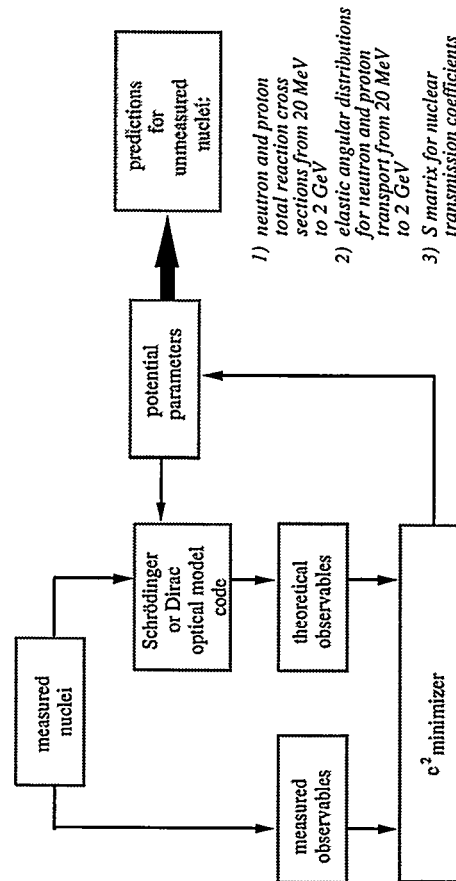 measured
nuclei
Schrödinger
or Dirac
optical model
code
potential
parameters
predictions
for
unmeasured
nuclei:
measured
observables
theoretical
observables
c² minimizer
1) neutron and proton
total reaction cross
sections from 20 MeV
to 2 GeV
2) elastic angular distributions
for neutron and proton
transport from 20 MeV
to 2 GeV
3) S matrix for nuclear
transmission coefficients